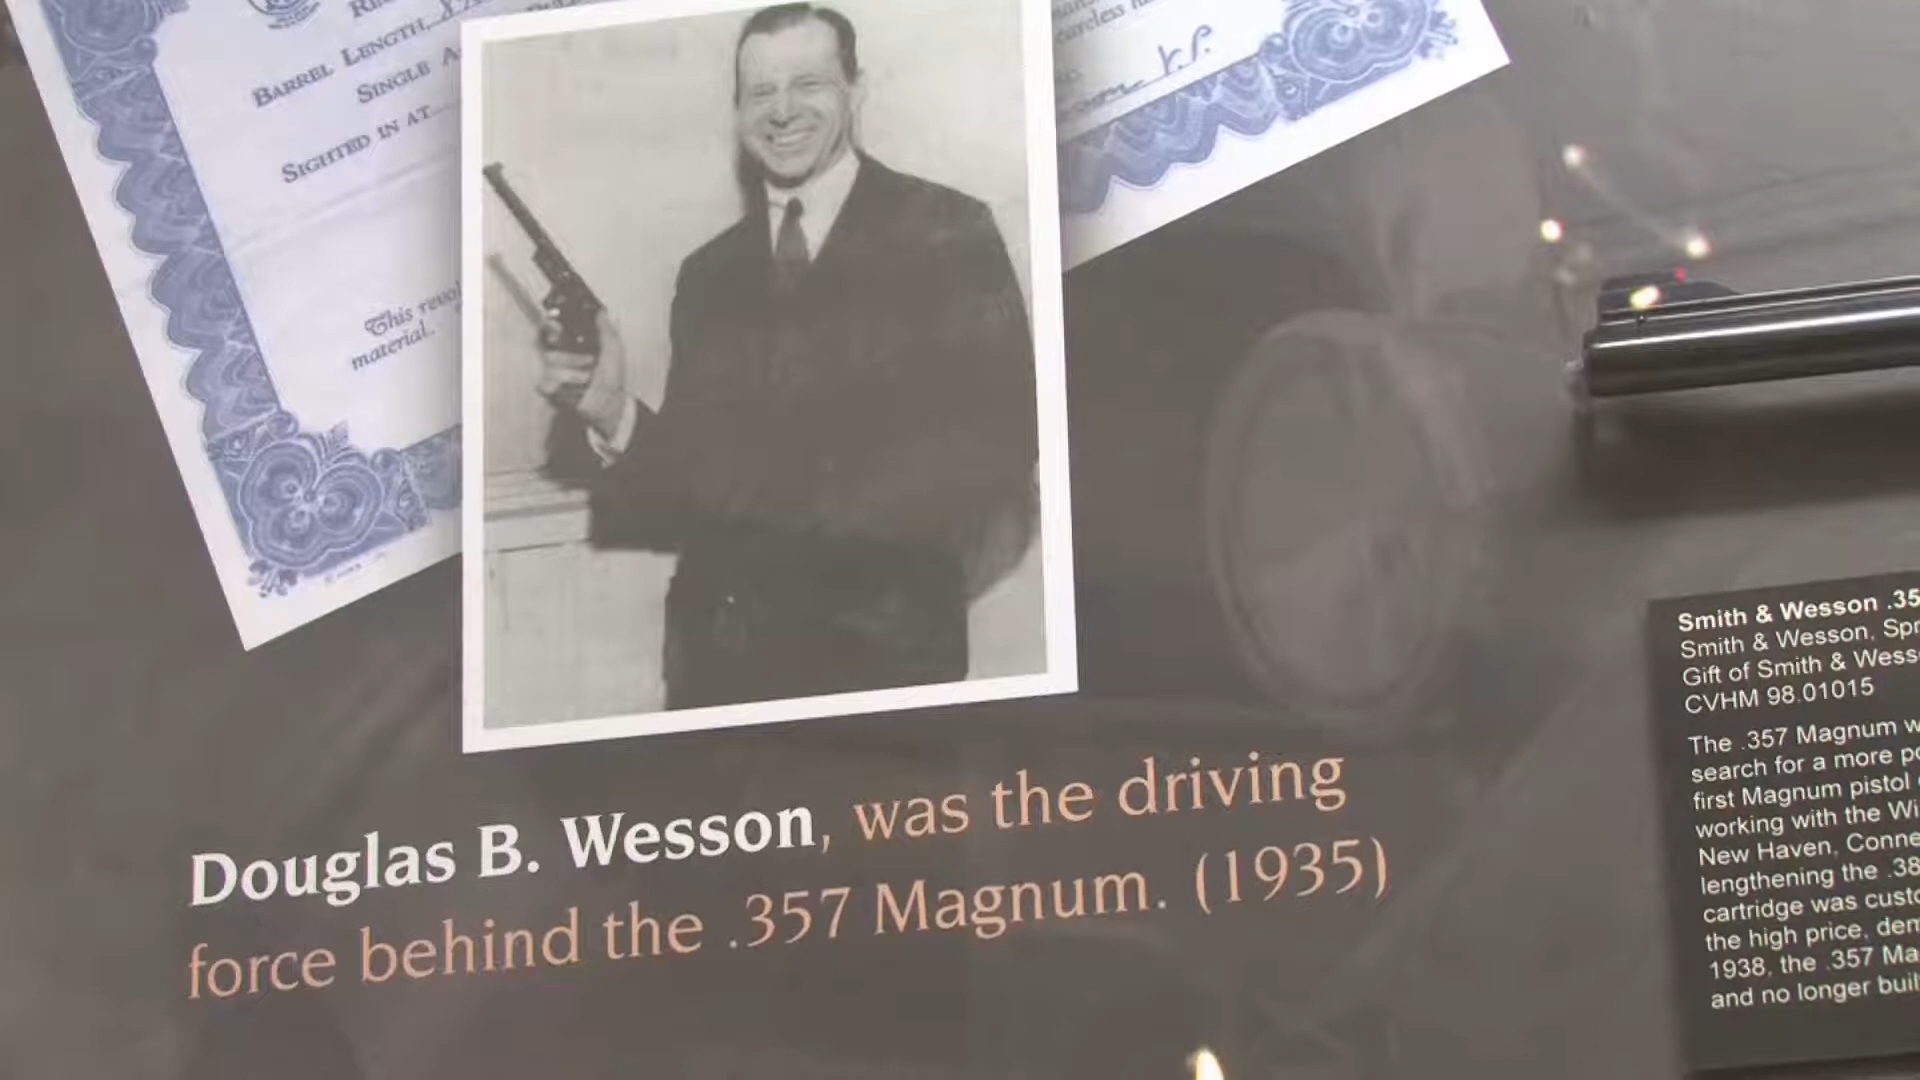 BARREL LENGTH,
SINGLE A
SIGHTED IN AT
This revol
material.
careless
Douglas B. Wesson, was the driving
force behind the .357 Magnum. (1935)
Smith & Wesson .35
Smith & Wesson, Spr
Gift of Smith & Wess
CVHM 98.01015
The .357 Magnum w
search for a more po
first Magnum pistol
working with the Wi
New Haven, Conne
lengthening the .38
cartridge was custo
the high price, dem
1938, the .357 Ma
and no longer buil